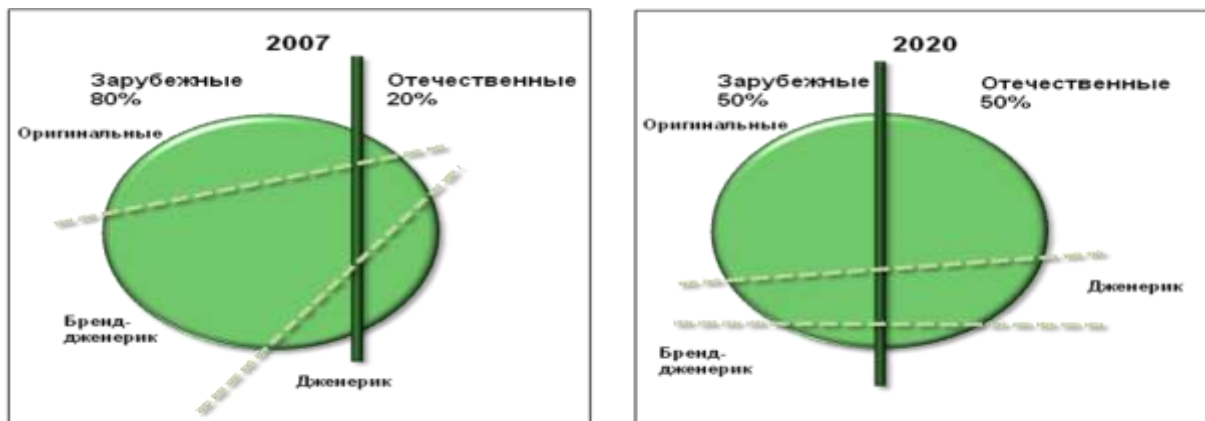 2007
Зарубежные
80%
Отечественные
20%
Оригинальные
Бренд-
дженерик
Дженерик
2020
Зарубежные
50%
Отечественные
50%
Оригинальные
Дженерик
Бренд-
дженерик